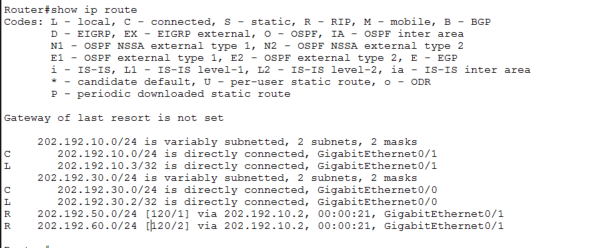 Router#show ip route
Codes: L - local, C - connected, S - static, R - RIP, M - mobile, B - BGP
D - EIGRP, EX - EIGRP external, O - OSPF, IA - OSPF inter area
N1 - OSPF NSSA external type 1, N2 - OSPF NSSA external type 2
E1 - OSPF external type 1, E2 - OSPF external type 2, E - EGP
i - IS-IS, L1 - IS-IS level-1, L2 - IS-IS level-2, ia - IS-IS inter area
* - candidate default, U - per-user static route, o - ODR
P - periodic downloaded static route
Gateway of last resort is not set
202.192.10.0/24 is variably subnetted, 2 subnets, 2 masks
C 202.192.10.0/24 is directly connected, GigabitEthernet0/1
L 202.192.10.3/32 is directly connected, GigabitEthernet0/1
202.192.30.0/24 is variably subnetted, 2 subnets, 2 masks
C 202.192.30.0/24 is directly connected, GigabitEthernet0/0
L 202.192.30.2/32 is directly connected, GigabitEthernet0/0
R 202.192.50.0/24 [120/1] via 202.192.10.2, 00:00:21, GigabitEthernet0/1
R 202.192.60.0/24 [120/2] via 202.192.10.2, 00:00:21, GigabitEthernet0/1